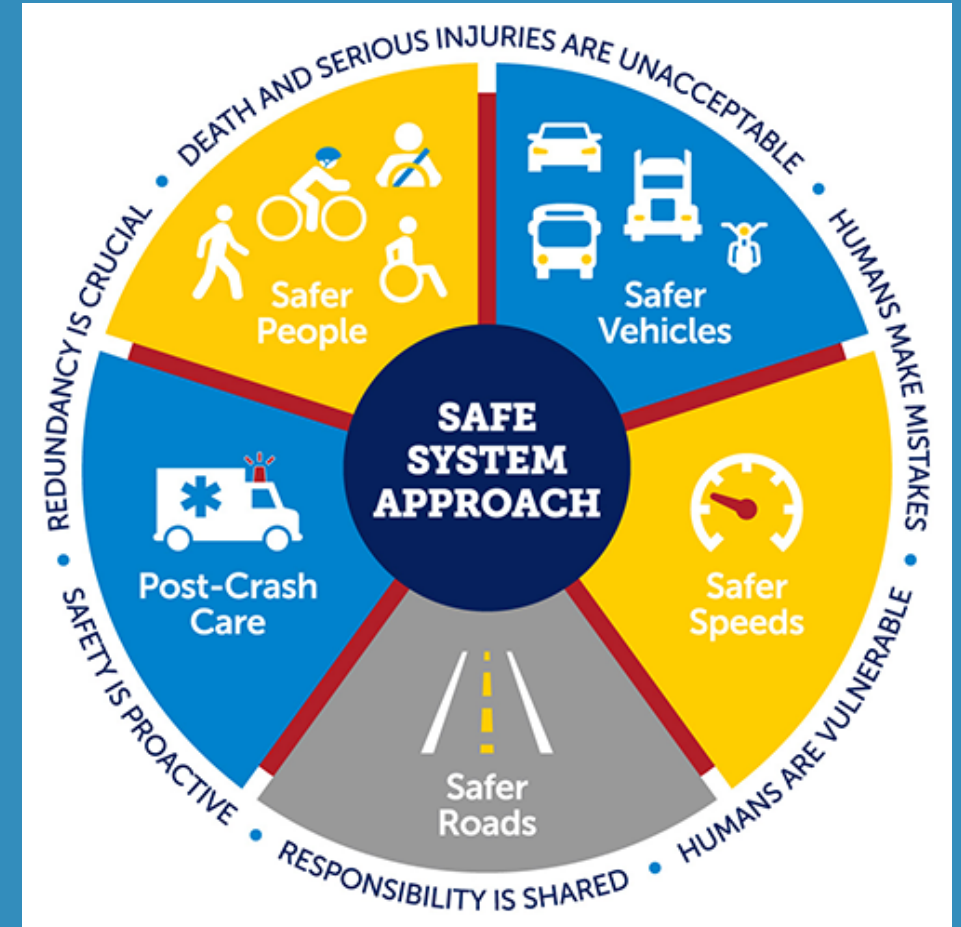 DEATH AND SERIOUS INJURIES ARE UNACCEPTABLE
HUMANS MAKE MISTAKES
HUMANS ARE VULNERABLE
RESPONSIBILITY IS SHARED
SAFETY IS PROACTIVE
REDUNDANCY IS CRUCIAL
Safer
People
Safer
Vehicles
SAFE
SYSTEM
APPROACH
Post-Crash
Care
Safer
Speeds
Safer
Roads